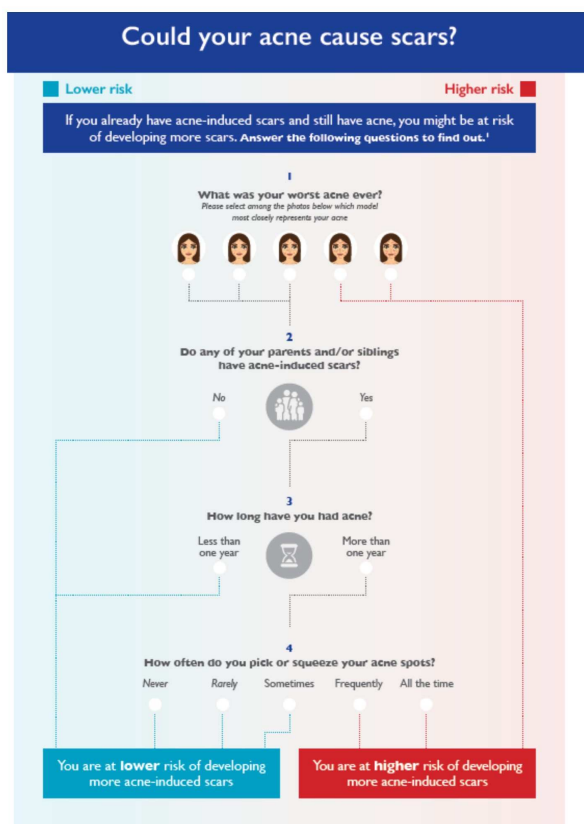 Could your acne cause scars?
Lower risk
Higher risk
If you already have acne-induced scars and still have acne, you might be at risk
of developing more scars. Answer the following questions to find out.¹
1
What was your worst acne ever?
Please select among the photos below which model
most closely represents your acne
2
Do any of your parents and/or siblings
have acne-induced scars?
No
Yes
3
How long have you had acne?
Less than
one year
More than
one year
4
How often do you pick or squeeze your acne spots?
Never
Rarely
Sometimes
Frequently
All the time
You are at lower risk of developing
more acne-induced scars
You are at higher risk of developing
more acne-induced scars